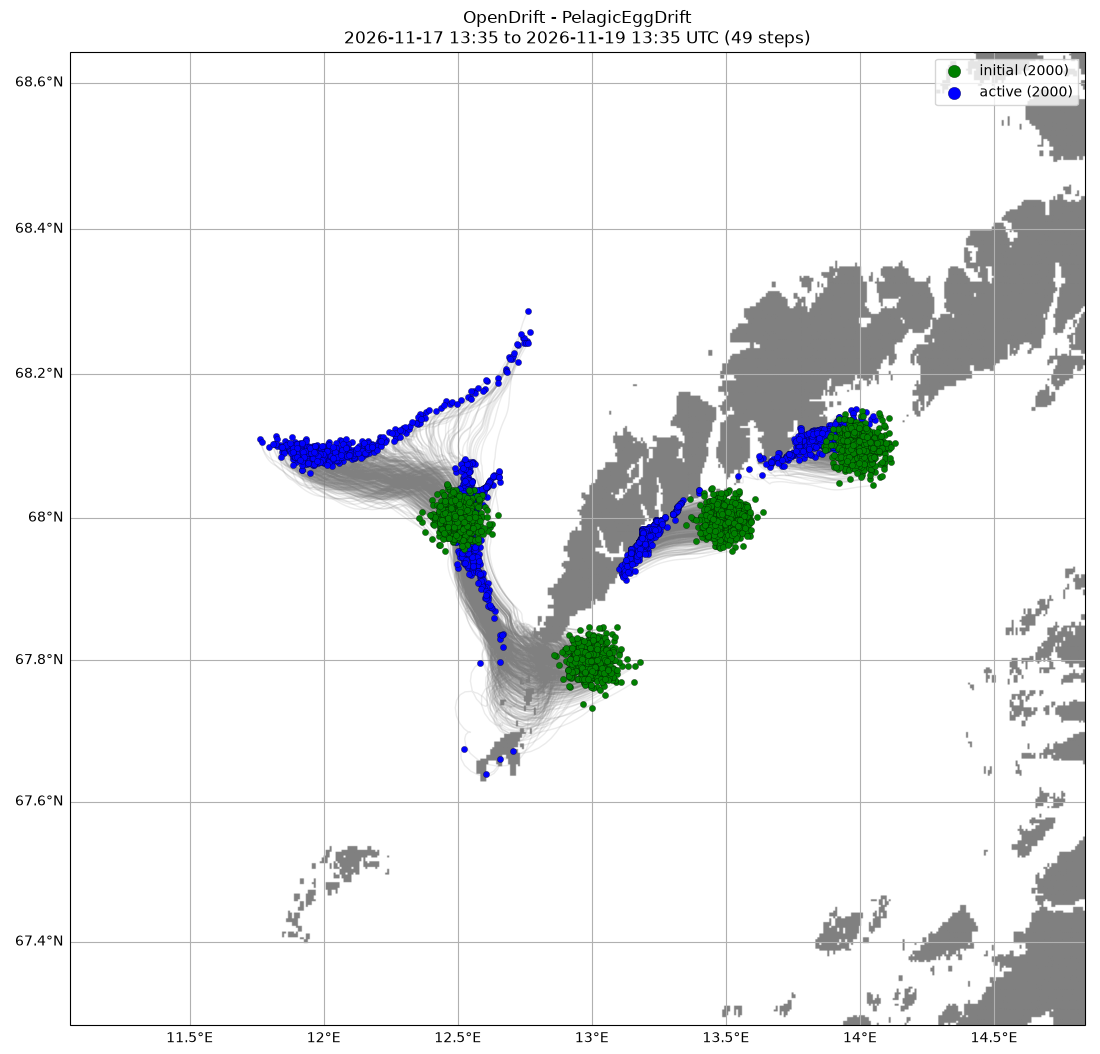 OpenDrift - PelagicEggDrift
2026-11-17 13:35 to 2026-11-19 13:35 UTC (49 steps)
initial (2000)
active (2000)
68.6°N
68.4°N
68.2°N
68°N
67.8°N
67.6°N
67.4°N
11.5°E
12°E
12.5°E
13°E
13.5°E
14°E
14.5°E